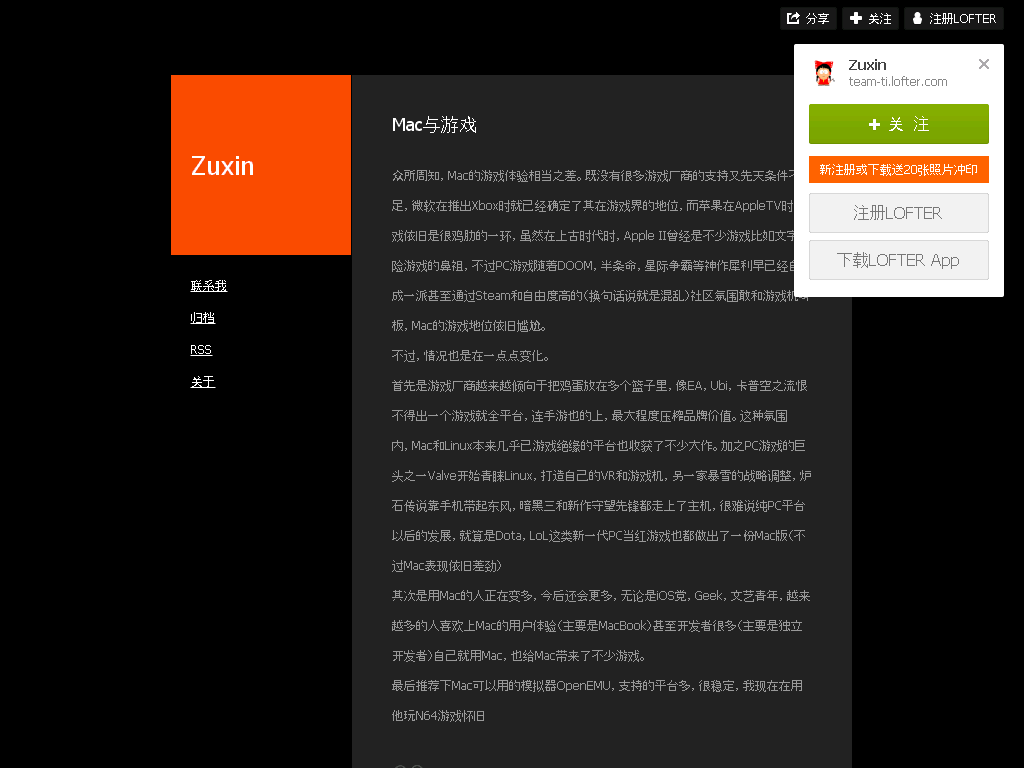 分享
关注
注册LOFTER
Zuxin
team-ti.lofter.com
+ 关 注
新注册或下载送20张照片冲印
注册LOFTER
下载LOFTER App
Zuxin
联系我
归档
RSS
关于
Mac与游戏
众所周知, Mac的游戏体验相当之差。既没有很多游戏厂商的支持又先天条件不
足, 微软在推出Xbox时就已经确定了其在游戏界的地位, 而苹果在AppleTV时
戏依旧是很鸡肋的一环, 虽然在上古时代时, Apple II曾经是不少游戏比如文字
险游戏的鼻祖, 不过PC游戏随着DOOM, 半条命, 星际争霸等神作犀利早已经自
成一派甚至通过Steam和自由度高的(换句话说就是混乱)社区氛围敢和游戏机
板, Mac的游戏地位依旧尴尬。
不过, 情况也是在一点点变化。
首先是游戏厂商越来越倾向于把鸡蛋放在多个篮子里, 像EA, Ubi, 卡普空之流恨
不得出一个游戏就全平台, 连手游也的上, 最大程度压榨品牌价值。这种氛围
内, Mac和Linux本来几乎已游戏绝缘的平台也收获了不少大作。加之PC游戏的巨
头之一Valve开始青睐Linux, 打造自己的VR和游戏机, 另一家暴雪的战略调整, 炉
石传说靠手机带起东风, 暗黑三和新作守望先锋都走上了主机, 很难说纯PC平台
以后的发展, 就算是Dota, LoL这类新一代PC当红游戏也都做出了一份Mac版(不
过Mac表现依旧差劲)
其次是用Mac的人正在变多, 今后还会更多, 无论是iOS党, Geek, 文艺青年, 越来
越多的人喜欢上Mac的用户体验(主要是MacBook)甚至开发者很多(主要是独立
开发者)自己就用Mac, 也给Mac带来了不少游戏。
最后推荐下Mac可以用的模拟器OpenEMU, 支持的平台多, 很稳定, 我现在在用
他玩N64游戏怀旧